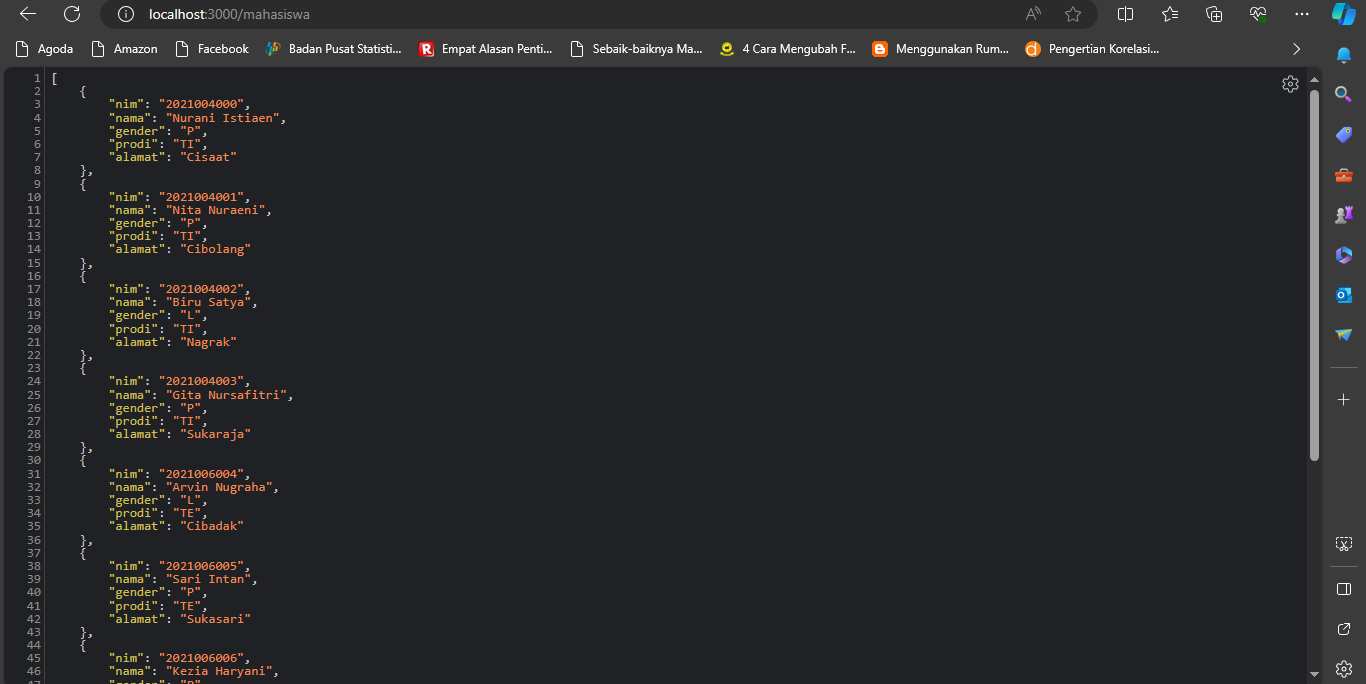 localhost:3000/mahasiswa
Agoda Amazon Facebook Badan Pusat Statisti... Empat Alasan Penti... Sebaik-baiknya Ma... 4 Cara Mengubah F... Menggunakan Rum... Pengertian Korelasi...
1 [
2 {
3 "nim": "2021004000",
4 "nama": "Nurani Istiaen",
5 "gender": "P",
6 "prodi": "TI",
7 "alamat": "Cisaat"
8 },
9 {
10 "nim": "2021004001",
11 "nama": "Nita Nuraeni",
12 "gender": "P",
13 "prodi": "TI",
14 "alamat": "Cibolang"
15 },
16 {
17 "nim": "2021004002",
18 "nama": "Biru Satya",
19 "gender": "L",
20 "prodi": "TI",
21 "alamat": "Nagrak"
22 },
23 {
24 "nim": "2021004003",
25 "nama": "Gita Nursafitri",
26 "gender": "P",
27 "prodi": "TI",
28 "alamat": "Sukaraja"
29 },
30 {
31 "nim": "2021006004",
32 "nama": "Arvin Nugraha",
33 "gender": "L",
34 "prodi": "TE",
35 "alamat": "Cibadak"
36 },
37 {
38 "nim": "2021006005",
39 "nama": "Sari Intan",
40 "gender": "P",
41 "prodi": "TE",
42 "alamat": "Sukasari"
43 },
44 {
45 "nim": "2021006006",
46 "nama": "Kezia Haryani",